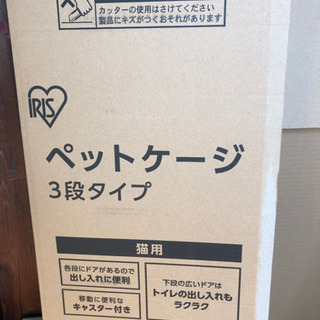 カッターの使用はさけてください
製品にキズがつくおそれがあります
IRIS
ペットケージ
3段タイプ
猫用
各段にドアがあるので
出し入れに便利
移動に便利な
キャスター付き
下段の広いドアは
トイレの出し入れも
ラクラク